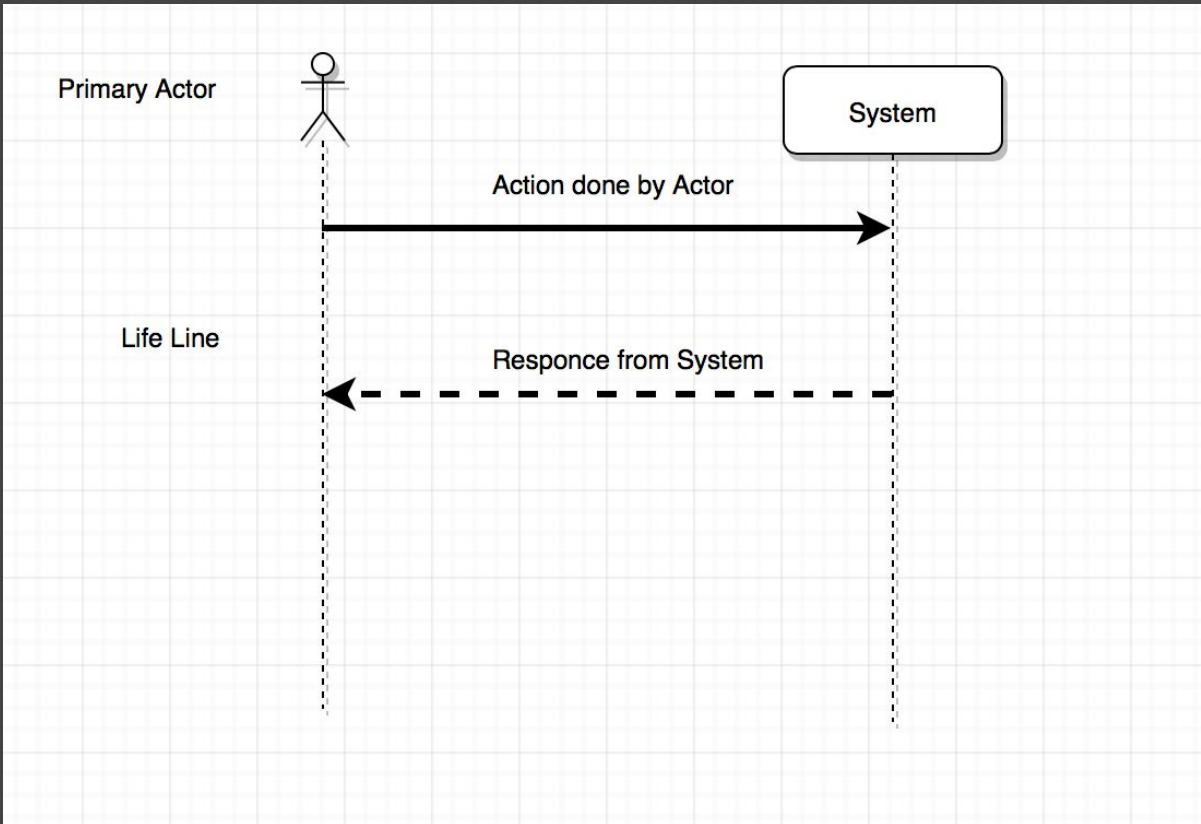 Primary Actor
System
Action done by Actor
Life Line
Responce from System